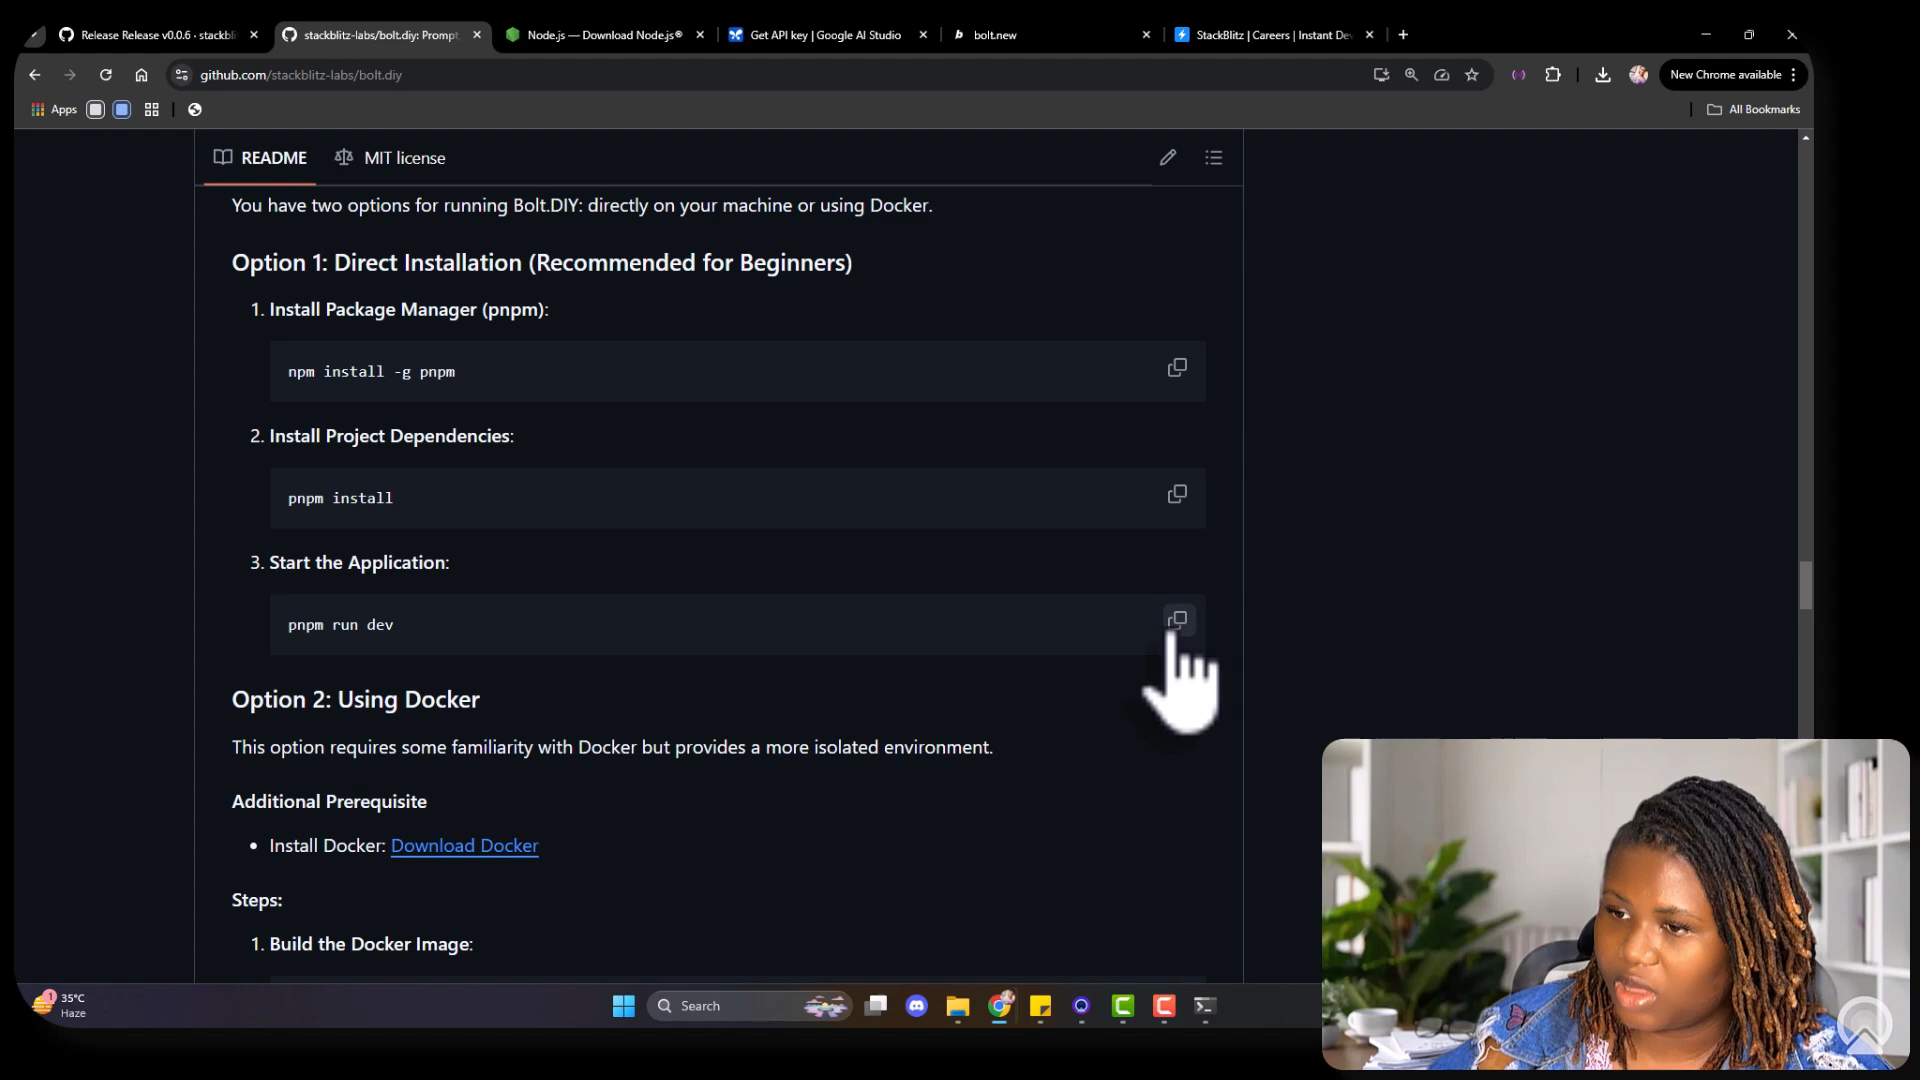 Release Release v0.0.6 · stackbli
stackblitz-labs/bolt.diy: Prompt,
Node.js — Download Node.js®
Get API key | Google AI Studio
b bolt.new
StackBlitz | Careers | Instant Dev
github.com/stackblitz-labs/bolt.diy
New Chrome available
Apps
All Bookmarks
README
MIT license
You have two options for running Bolt.DIY: directly on your machine or using Docker.
Option 1: Direct Installation (Recommended for Beginners)
1. Install Package Manager (pnpm):
npm install -g pnpm
2. Install Project Dependencies:
pnpm install
3. Start the Application:
pnpm run dev
Option 2: Using Docker
This option requires some familiarity with Docker but provides a more isolated environment.
Additional Prerequisite
• Install Docker: Download Docker
Steps:
1. Build the Docker Image:
1
35°C
Haze
Search